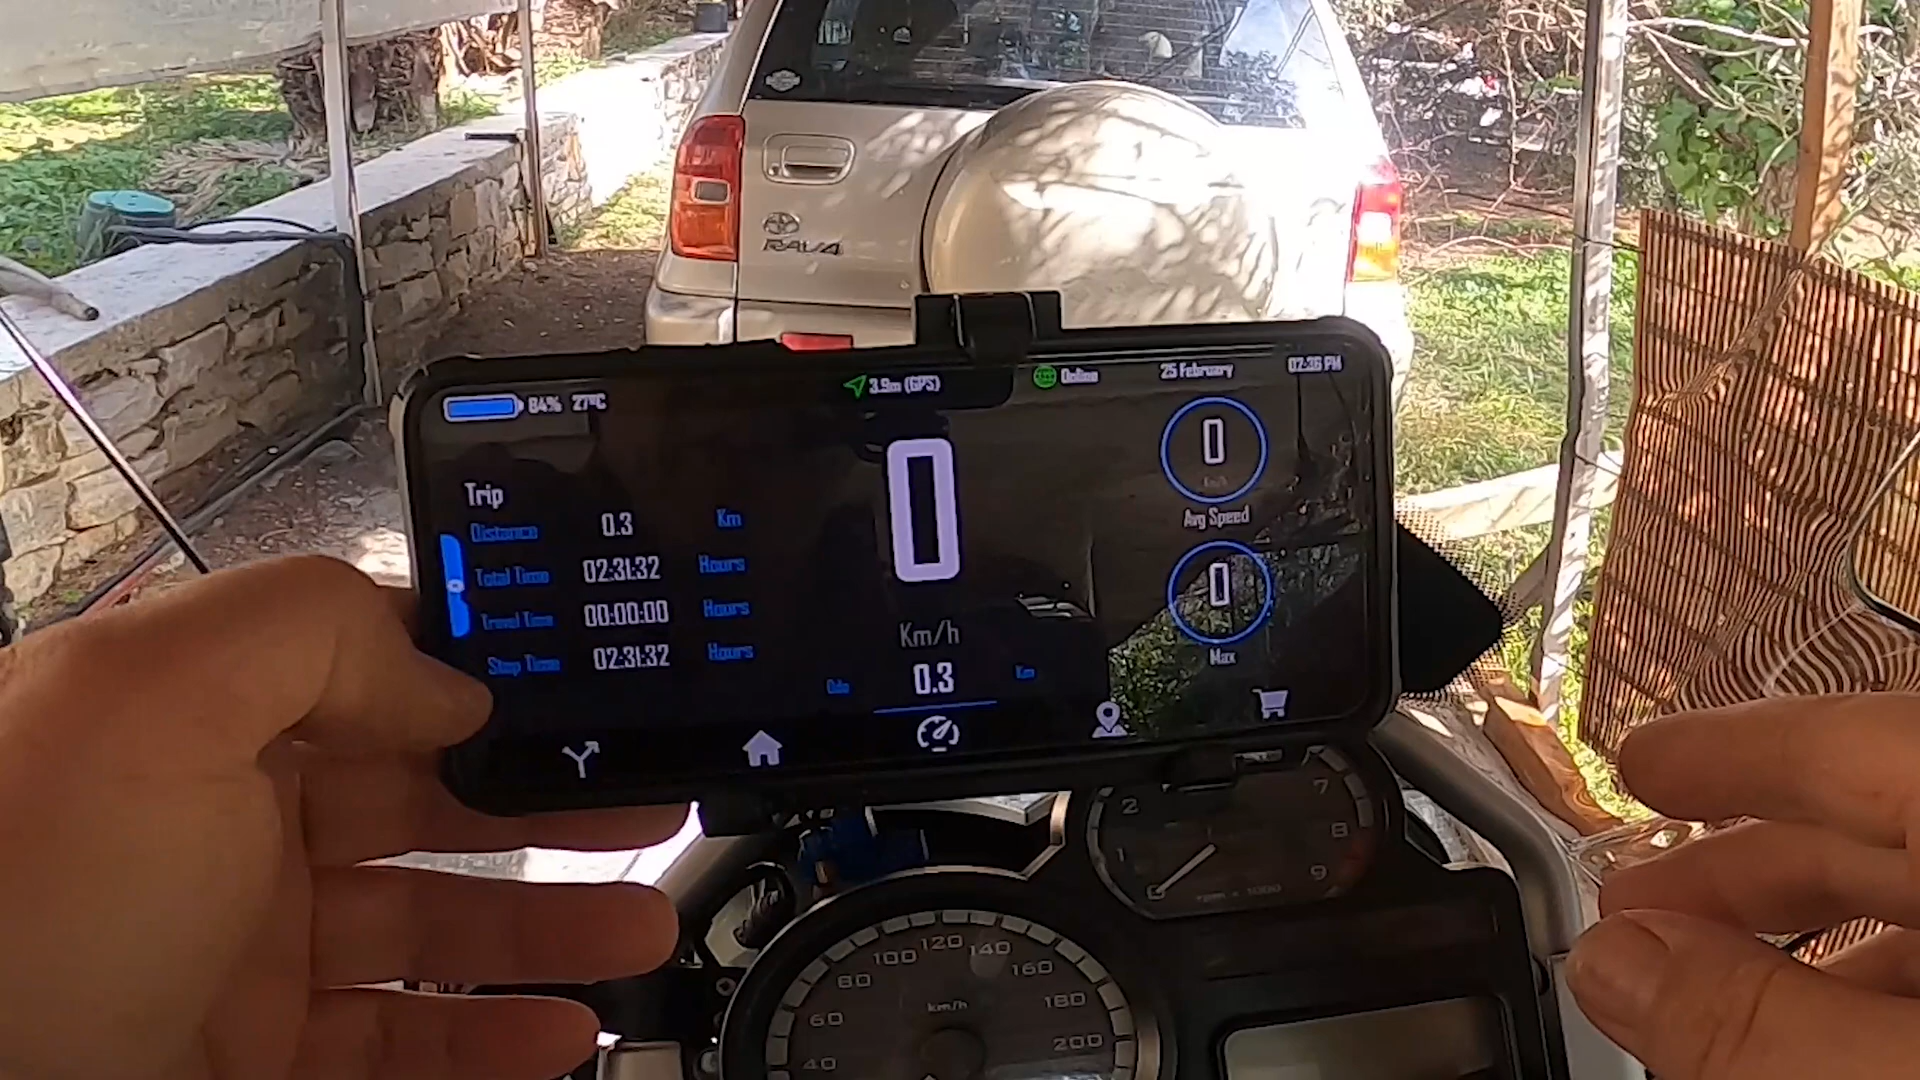 RAV4
84% 27°C
3.9m (GPS)
Online
25 February
02:36 PM
Trip
Distance 0.3 Km
Total Time 02:31:32 Hours
Travel Time 00:00:00 Hours
Stop Time 02:31:32 Hours
0
Km/h
Odo 0.3 Km
0
Km/h
Avg Speed
0
Max
1
2
7
8
9
40
60
80
100
120
140
160
180
200
km/h